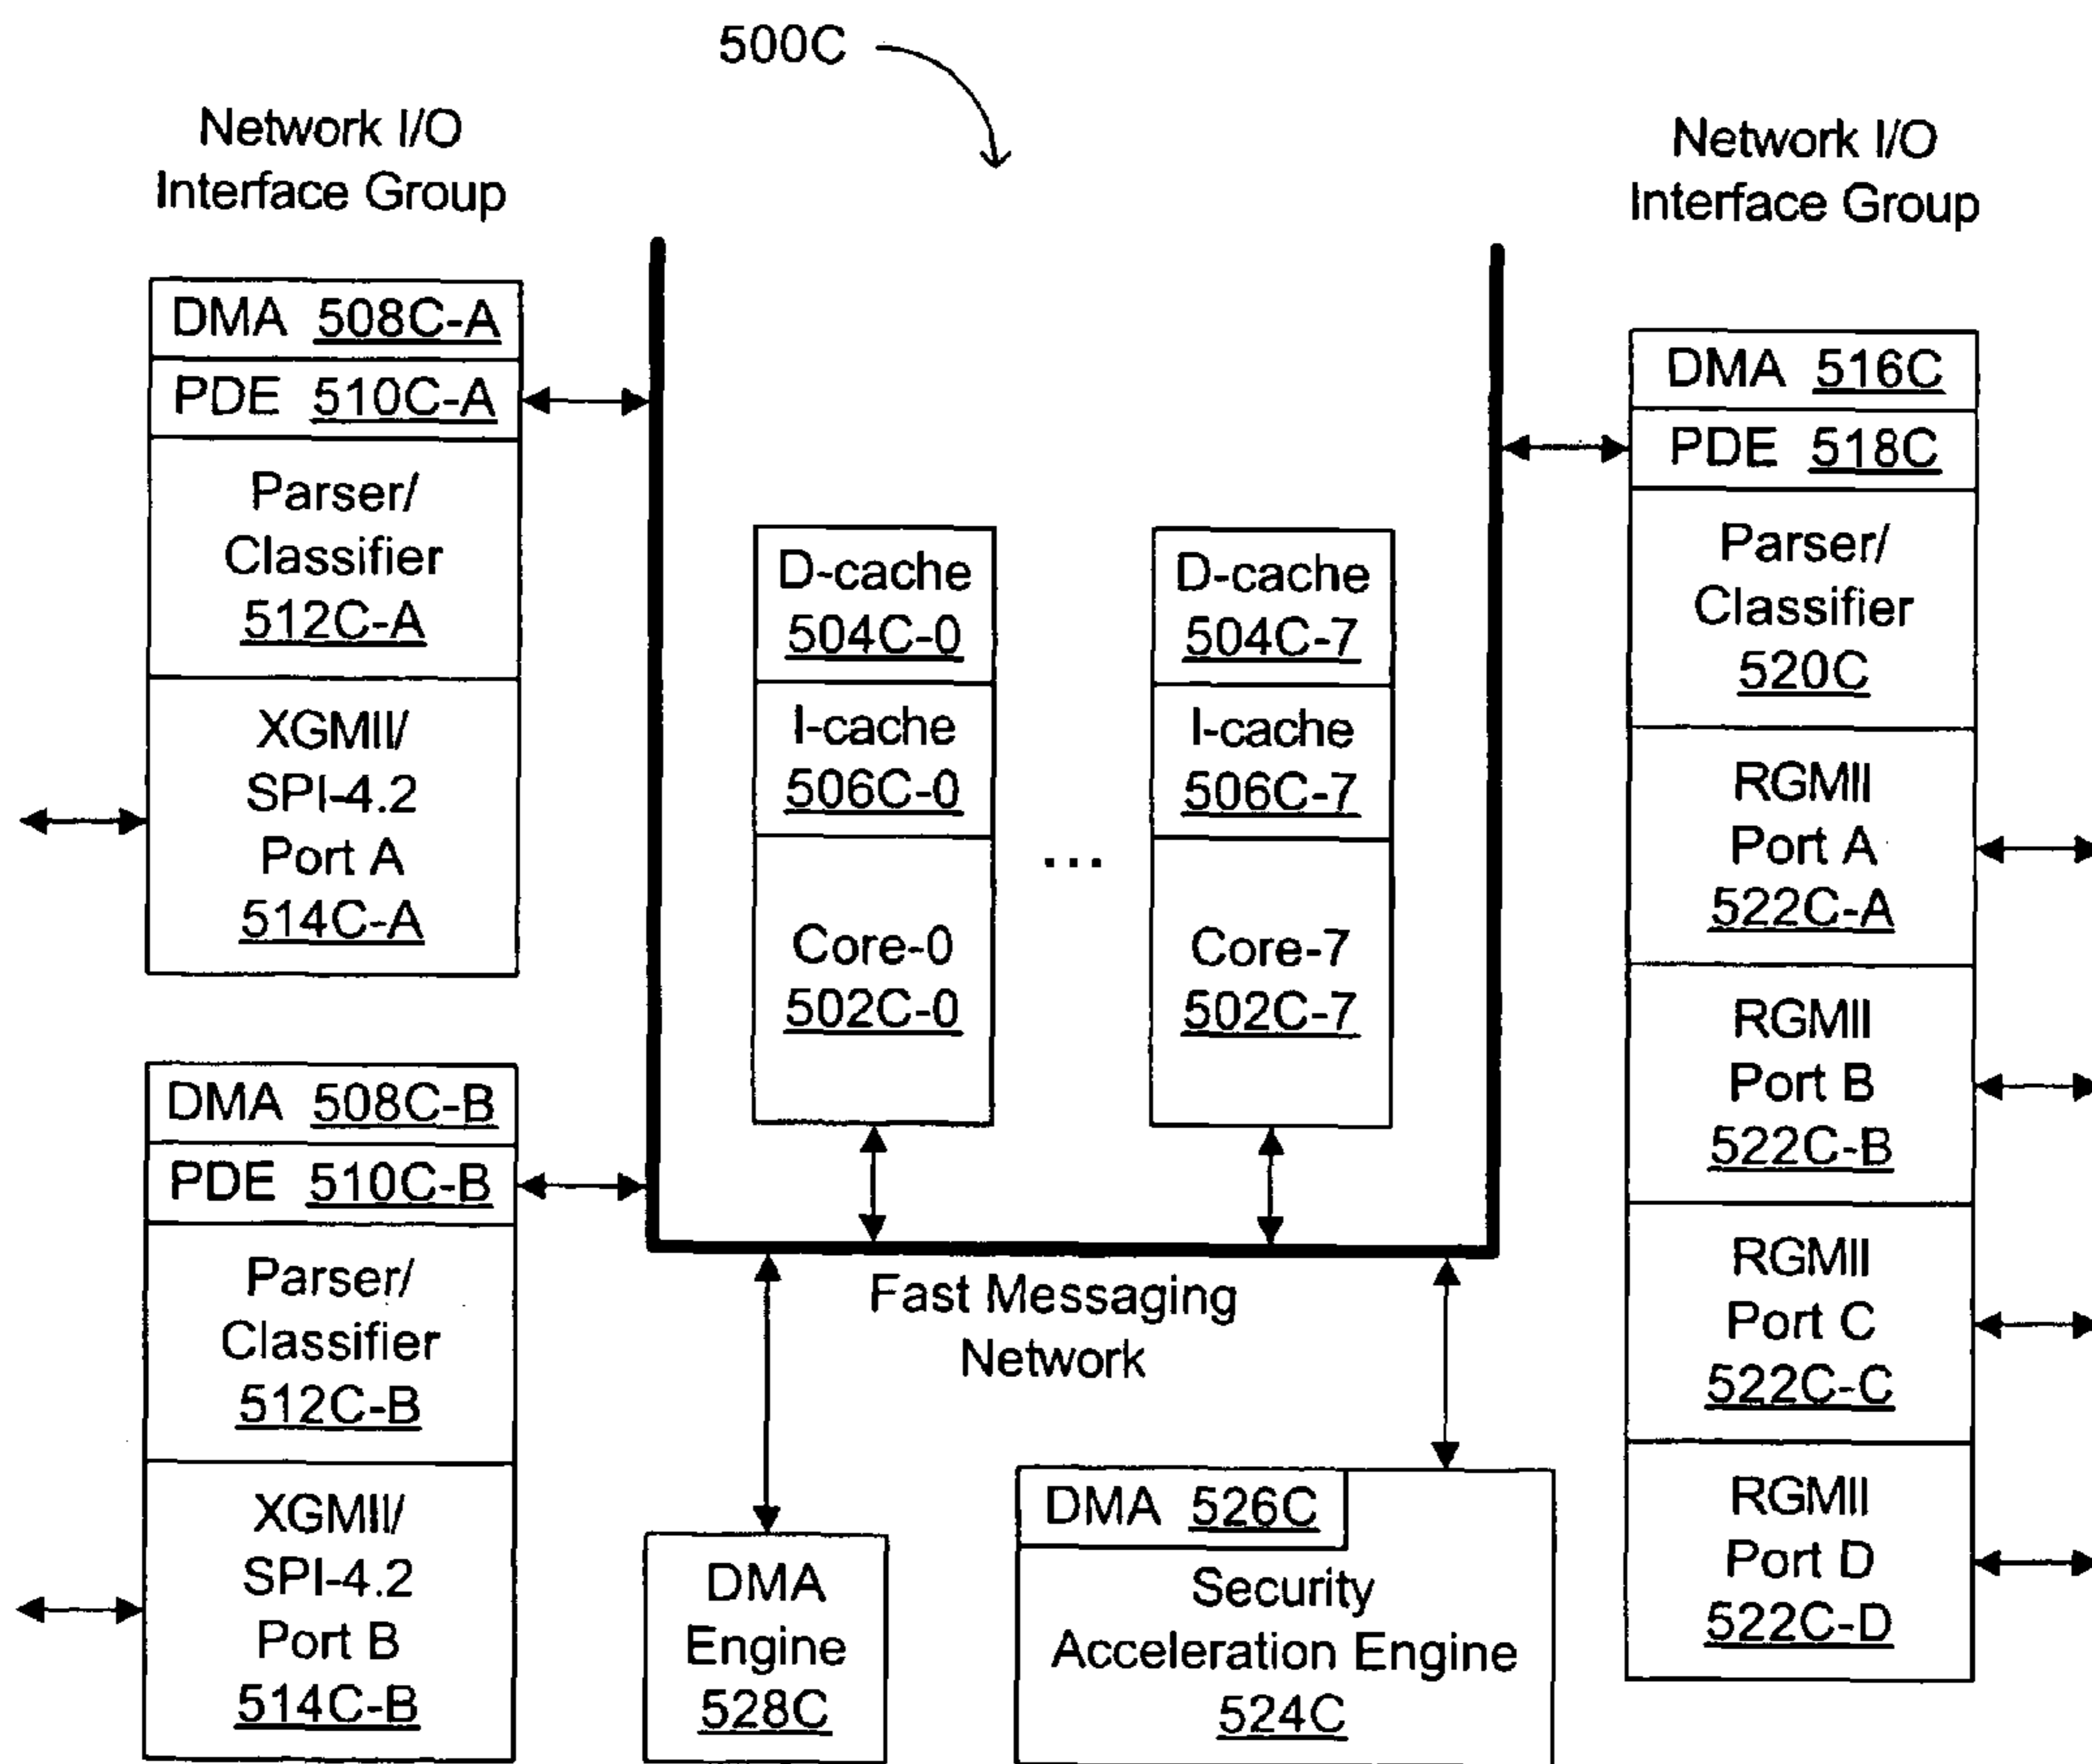 500C
Network I/O
Interface Group
DMA 508C-A
PDE 510C-A
Parser/
Classifier
512C-A
XGMII/
SPI-4.2
Port A
514C-A
DMA 508C-B
PDE 510C-B
Parser/
Classifier
512C-B
XGMII/
SPI-4.2
Port B
514C-B
D-cache
504C-0
I-cache
506C-0
Core-0
502C-0
...
D-cache
504C-7
I-cache
506C-7
Core-7
502C-7
Fast Messaging
Network
DMA
Engine
528C
DMA 526C
Security
Acceleration Engine
524C
Network I/O
Interface Group
DMA 516C
PDE 518C
Parser/
Classifier
520C
RGMII
Port A
522C-A
RGMII
Port B
522C-B
RGMII
Port C
522C-C
RGMII
Port D
522C-D